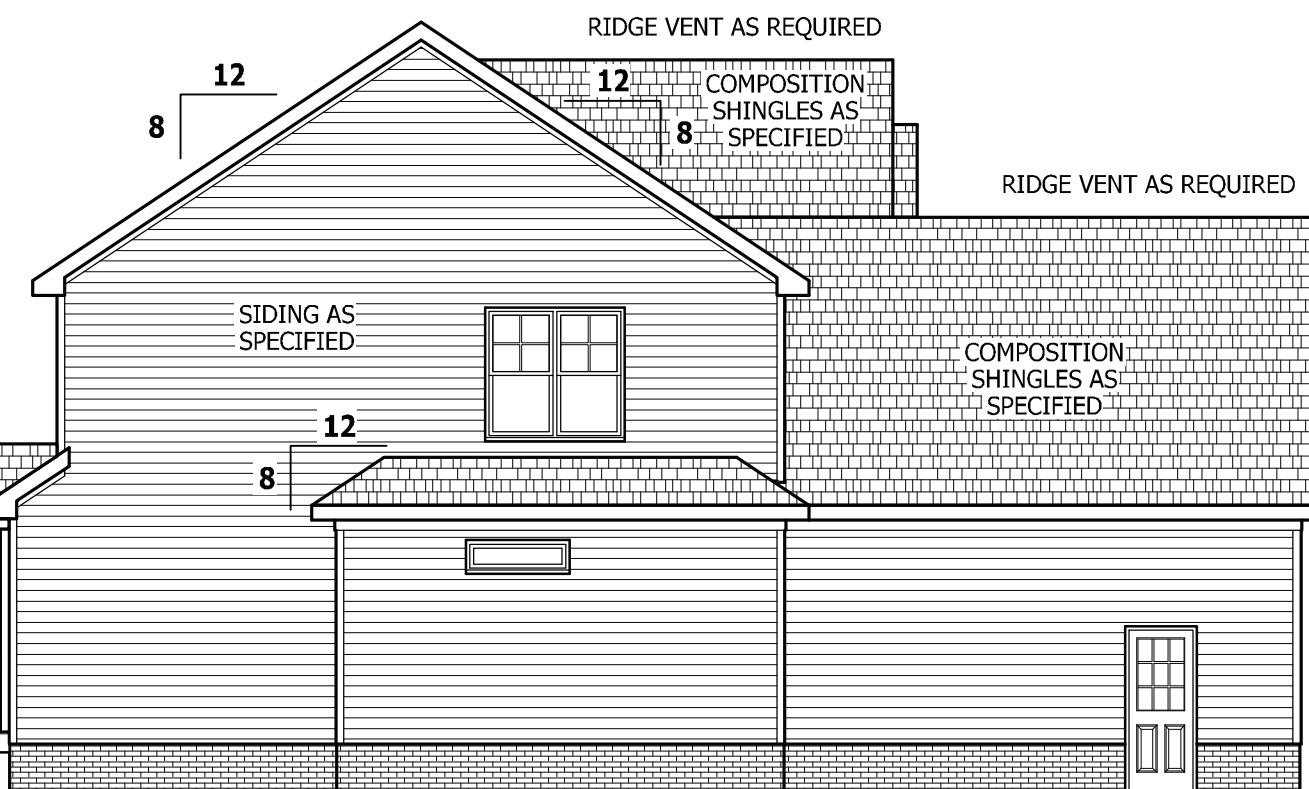 RIDGE VENT AS REQUIRED
12
8
12
8
COMPOSITION
SHINGLES AS
SPECIFIED
RIDGE VENT AS REQUIRED
SIDING AS
SPECIFIED
COMPOSITION
SHINGLES AS
SPECIFIED
12
8